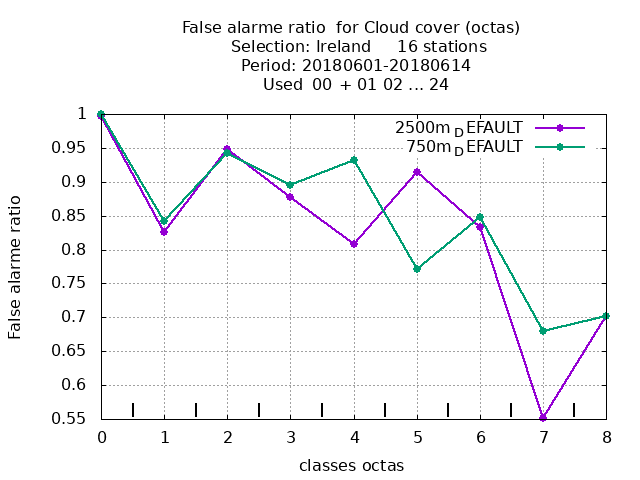 False alarme ratio  for Cloud cover (octas)
Selection: Ireland     16 stations
Period: 20180601-20180614
Used  00 + 01 02 ... 24
2500m_DEFAULT
750m_DEFAULT
1
0.95
0.9
0.85
0.8
0.75
0.7
0.65
0.6
0.55
False alarme ratio
0 1 2 3 4 5 6 7 8
classes octas